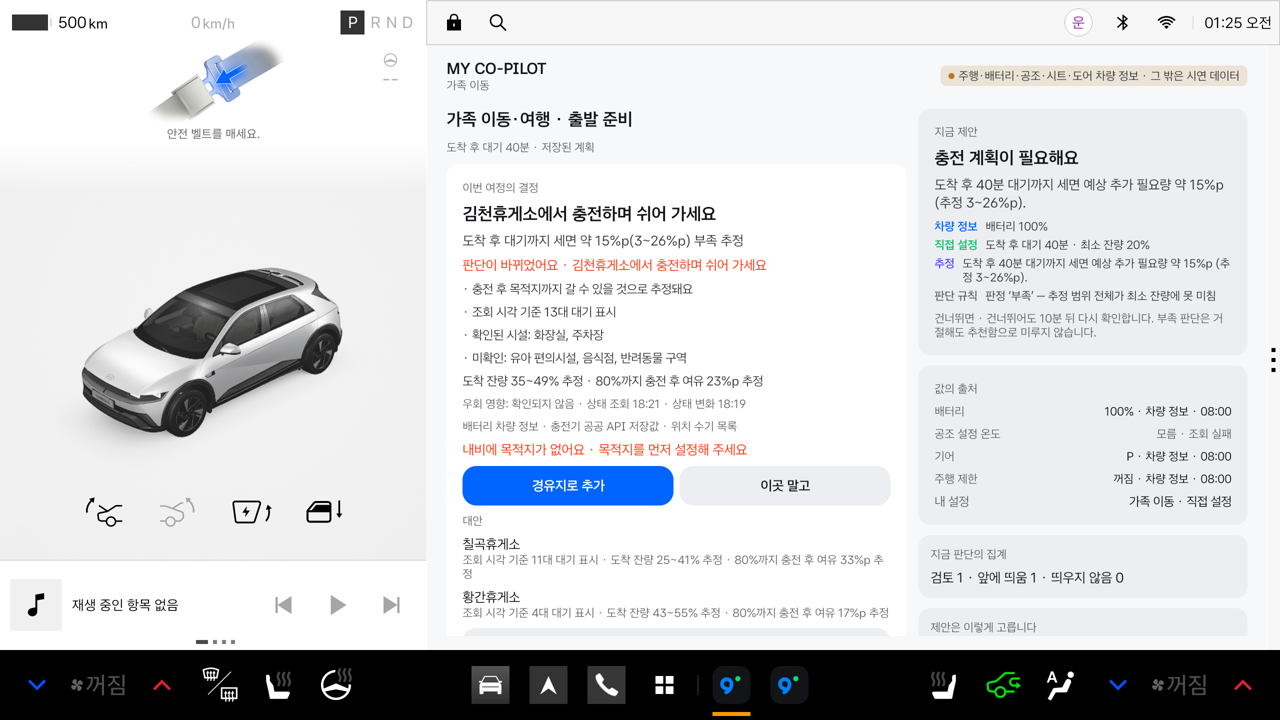 500 km
0 km/h
P R N D
안전 벨트를 매세요.
재생 중인 항목 없음
운
01:25 오전
MY CO-PILOT
가족 이동
주행·배터리·공조·시트·도어 차량 정보 · 그 밖은 시연 데이터
가족 이동·여행 · 출발 준비
도착 후 대기 40분 · 저장된 계획
이번 여정의 결정
김천휴게소에서 충전하며 쉬어 가세요
도착 후 대기까지 세면 약 15%p(3~26%p) 부족 추정
판단이 바뀌었어요 · 김천휴게소에서 충전하며 쉬어 가세요
· 충전 후 목적지까지 갈 수 있을 것으로 추정돼요
· 조회 시각 기준 13대 대기 표시
· 확인된 시설: 화장실, 주차장
· 미확인: 유아 편의시설, 음식점, 반려동물 구역
도착 잔량 35~49% 추정 · 80%까지 충전 후 여유 23%p 추정
우회 영향: 확인되지 않음 · 상태 조회 18:21 · 상태 변화 18:19
배터리 차량 정보 · 충전기 공공 API 저장값 · 위치 수기 목록
내비에 목적지가 없어요 · 목적지를 먼저 설정해 주세요
경유지로 추가
이곳 말고
대안
칠곡휴게소
조회 시각 기준 11대 대기 표시 · 도착 잔량 25~41% 추정 · 80%까지 충전 후 여유 33%p 추
정
황간휴게소
조회 시각 기준 4대 대기 표시 · 도착 잔량 43~55% 추정 · 80%까지 충전 후 여유 17%p 추정
지금 제안
충전 계획이 필요해요
도착 후 40분 대기까지 세면 예상 추가 필요량 약 15%p
(추정 3~26%p).
차량 정보 배터리 100%
직접 설정 도착 후 대기 40분 · 최소 잔량 20%
추정 도착 후 40분 대기까지 세면 예상 추가 필요량 약 15%p (추
정 3~26%p).
판단 규칙 판정 ‘부족’ — 추정 범위 전체가 최소 잔량에 못 미침
건너뛰면 · 건너뛰어도 10분 뒤 다시 확인합니다. 부족 판단은 거
절해도 추천함으로 미루지 않습니다.
값의 출처
배터리 100% · 차량 정보 · 08:00
공조 설정 온도 모름 · 조회 실패
기어 P · 차량 정보 · 08:00
주행 제한 꺼짐 · 차량 정보 · 08:00
내 설정 가족 이동 · 직접 설정
지금 판단의 집계
검토 1 · 앞에 띄움 1 · 띄우지 않음 0
제안은 이렇게 고릅니다
꺼짐
A
꺼짐